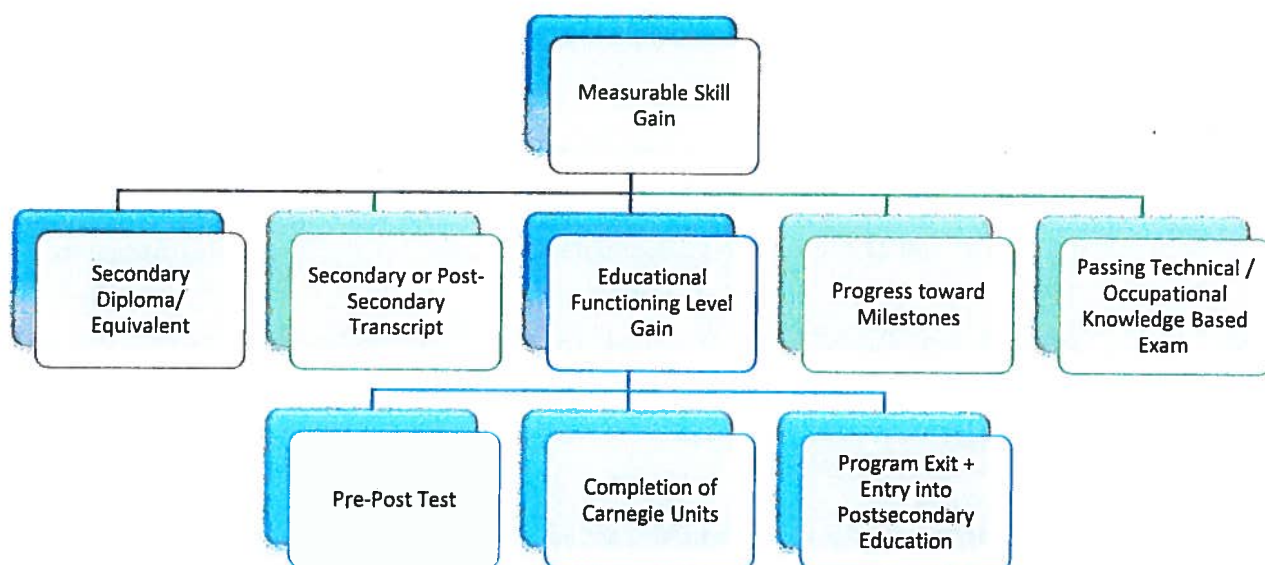 Measurable Skill
Gain
Secondary
Diploma/
Equivalent
Secondary or Post-
Secondary
Transcript
Educational
Functioning Level
Gain
Progress toward
Milestones
Passing Technical /
Occupational
Knowledge Based
Exam
Pre-Post Test
Completion of
Carnegie Units
Program Exit +
Entry into
Postsecondary
Education